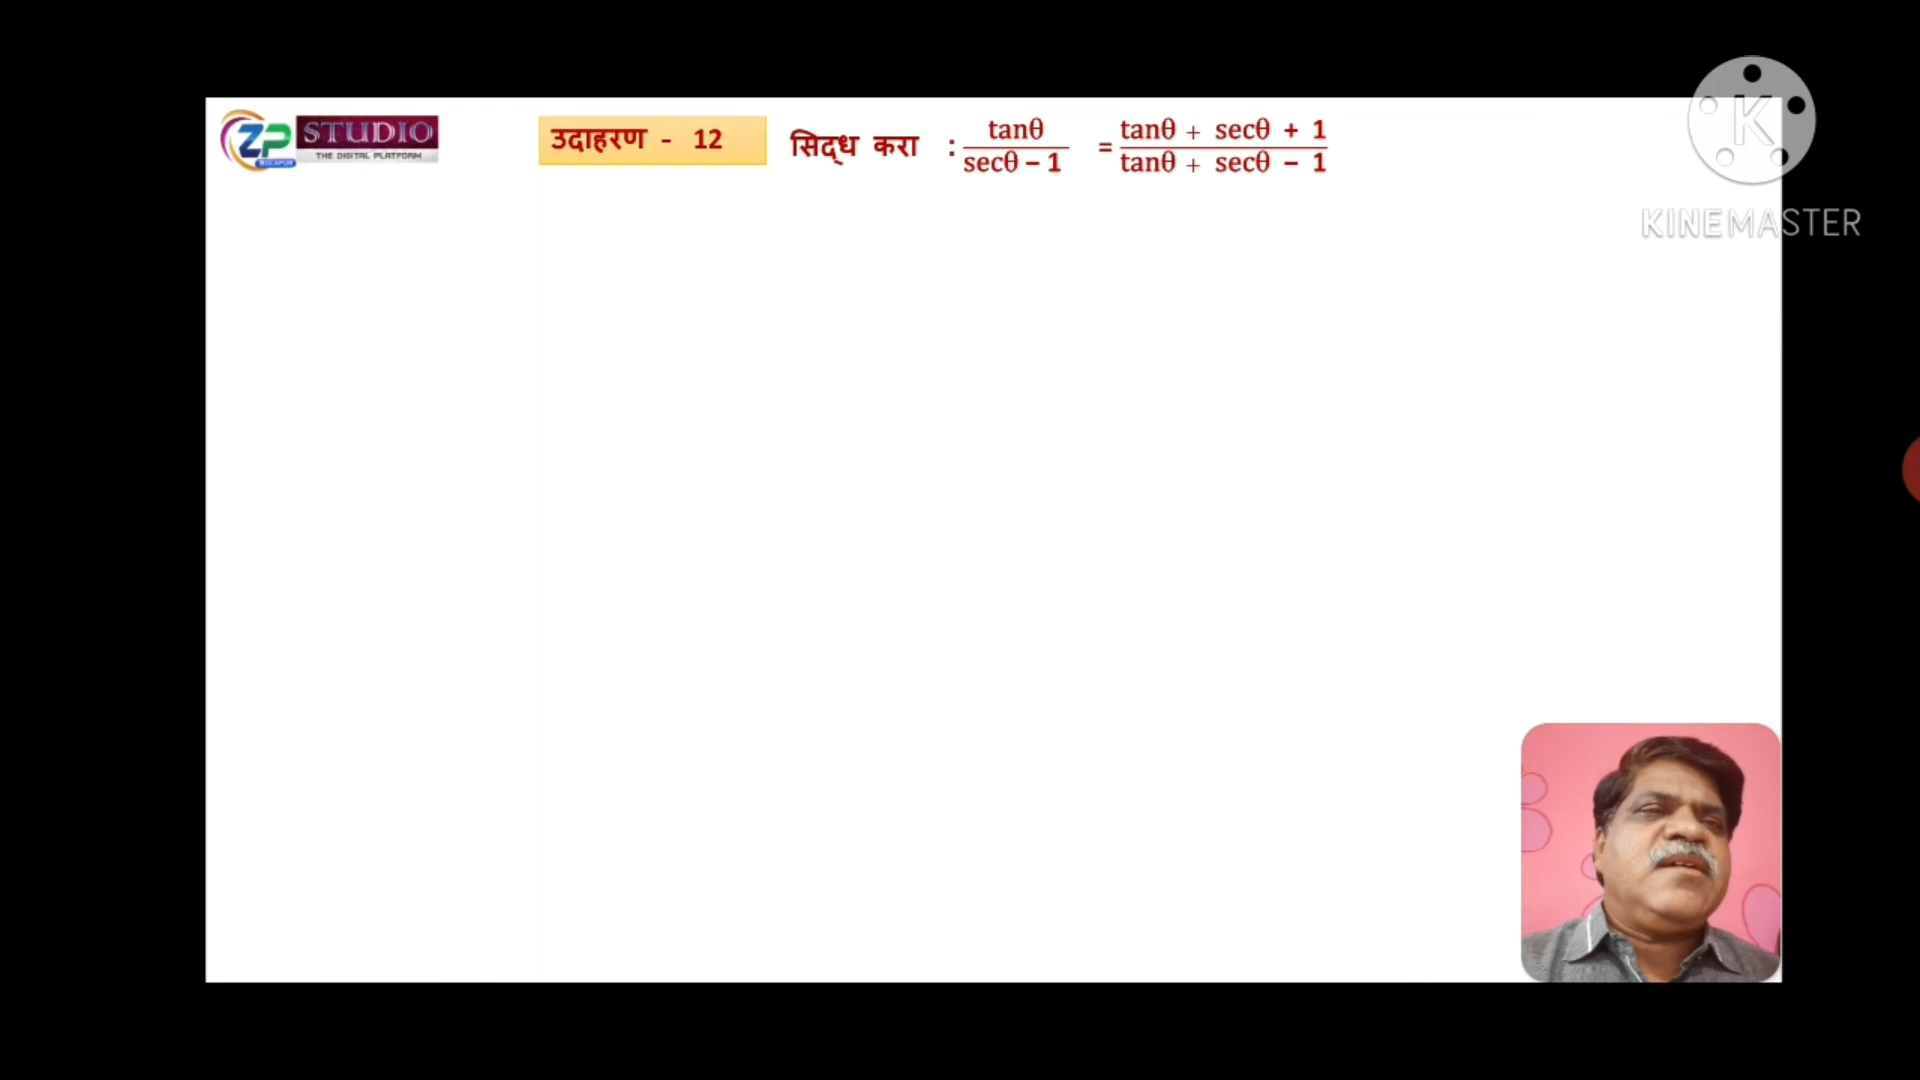 ZP STUDIO
SOLAPUR THE DIGITAL PLATFORM
उदाहरण - 12
सिद्ध करा : tanθ / secθ – 1 = tanθ + secθ + 1 / tanθ + secθ – 1
K
KINEMASTER